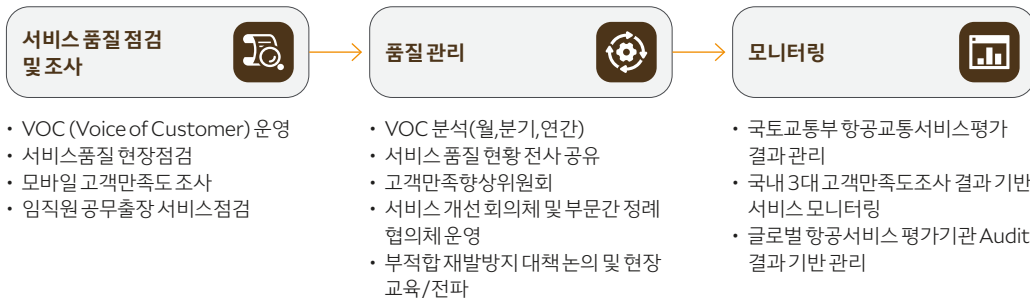 서비스 품질 점검
및 조사
• VOC (Voice of Customer) 운영
• 서비스품질 현장점검
• 모바일 고객만족도 조사
• 임직원 공무출장 서비스점검
품질 관리
• VOC 분석(월,분기,연간)
• 서비스 품질 현황 전사 공유
• 고객만족향상위원회
• 서비스 개선 회의체 및 부문간 정례
협의체 운영
• 부적합 재발방지 대책 논의 및 현장
교육/전파
모니터링
• 국토교통부 항공교통서비스평가
결과 관리
• 국내 3대 고객만족도조사 결과 기반
서비스 모니터링
• 글로벌 항공서비스 평가기관 Audit
결과 기반 관리